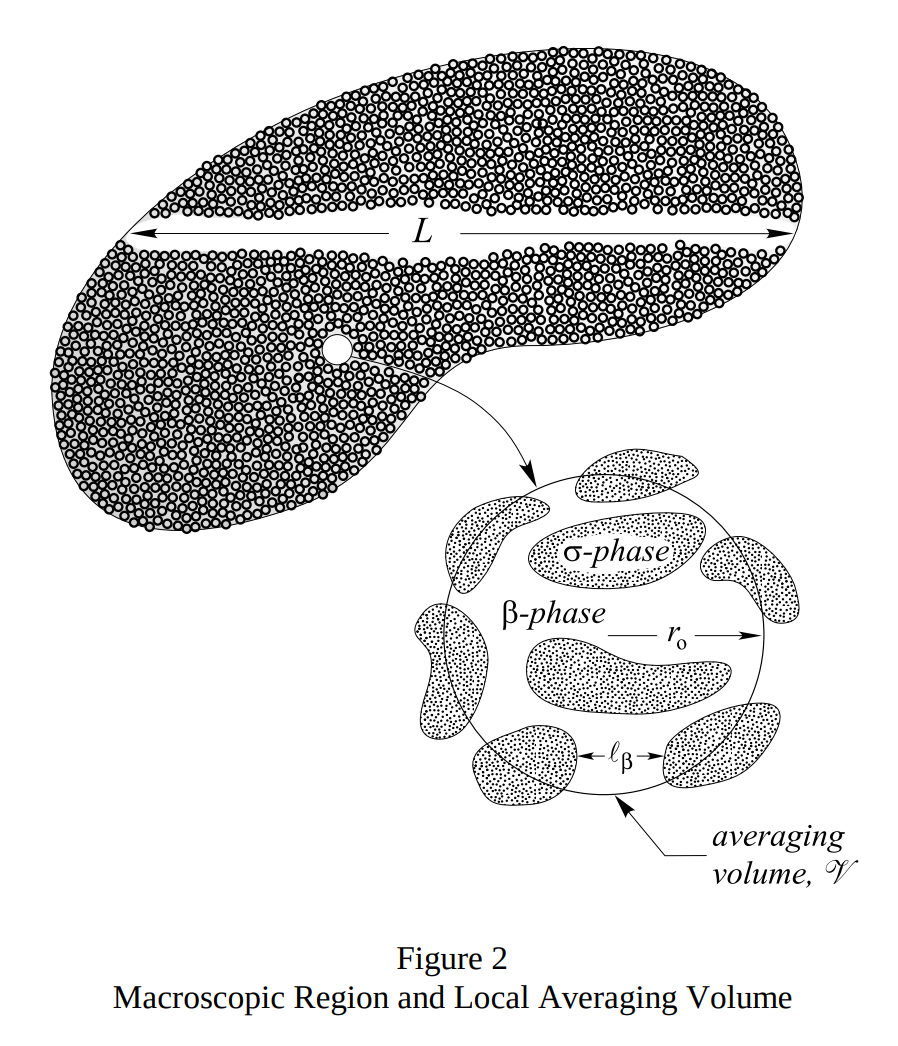 L
σ-phase
β-phase
r₀
ℓᵦ
averaging
volume, 𝒱
Figure 2
Macroscopic Region and Local Averaging Volume